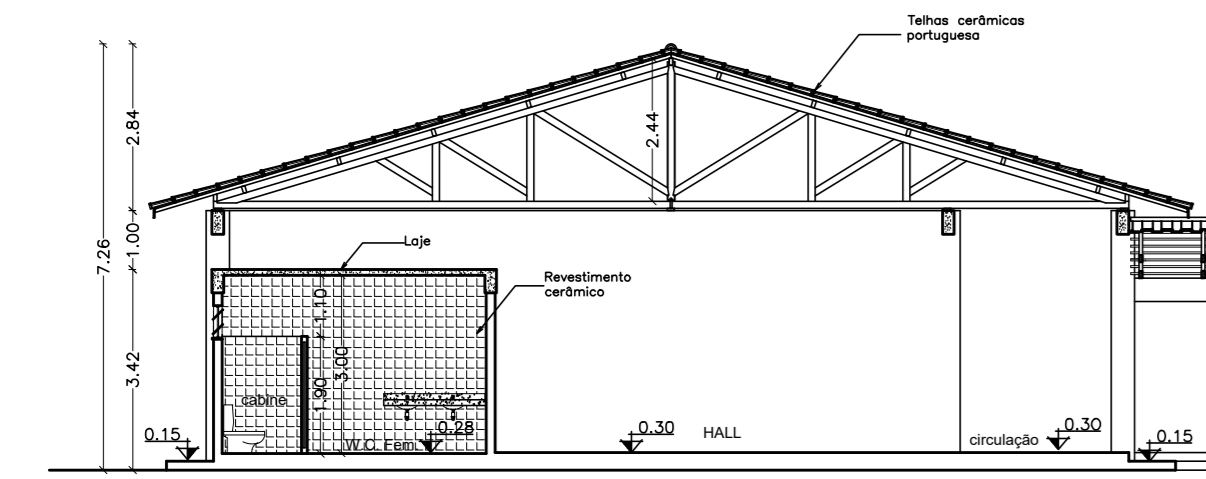 Telhas cerâmicas
portuguesa
2.84
2.44
7.26
1.00
Laje
Revestimento
cerâmico
1.10
3.00
3.42
1.90
cabine
0.15
W.C. Fem.
0.28
0.30
HALL
circulação
0.30
0.15